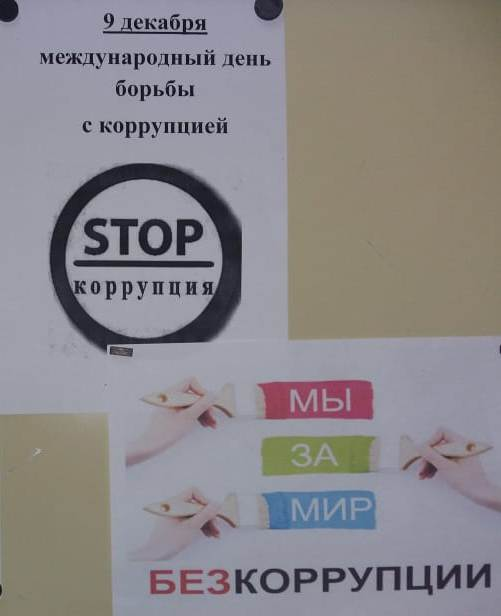 9 декабря
международный день
борьбы
с коррупцией
STOP
коррупция
МЫ
ЗА
МИР
БЕЗКОРРУПЦИИ